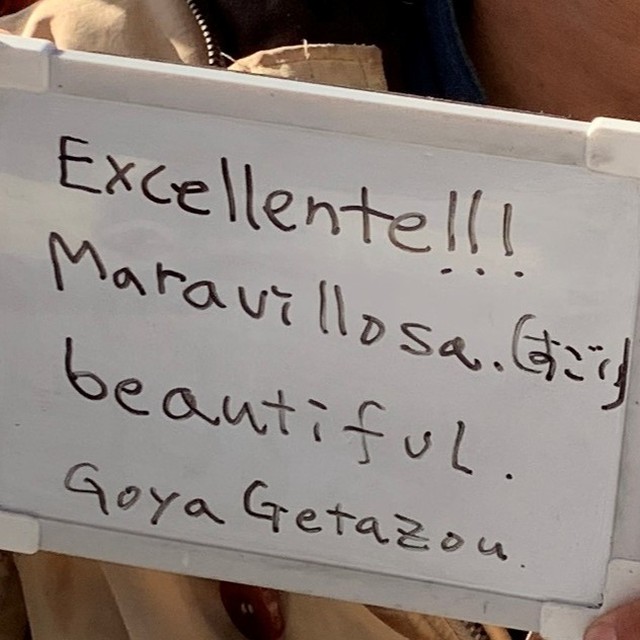 Excellente!!!
Maravillosa. (すごい)
beautiful.
Goya Getazou.